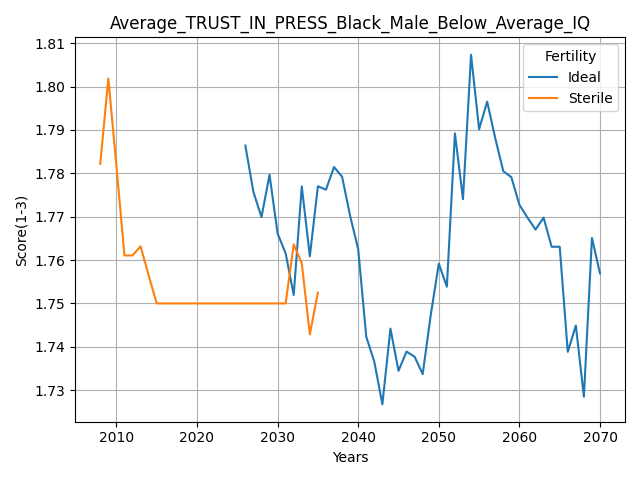 Average_TRUST_IN_PRESS_Black_Male_Below_Average_IQ
Score(1-3)
1.81
1.80
1.79
1.78
1.77
1.76
1.75
1.74
1.73
Fertility
Ideal
Sterile
2010 2020 2030 2040 2050 2060 2070
Years